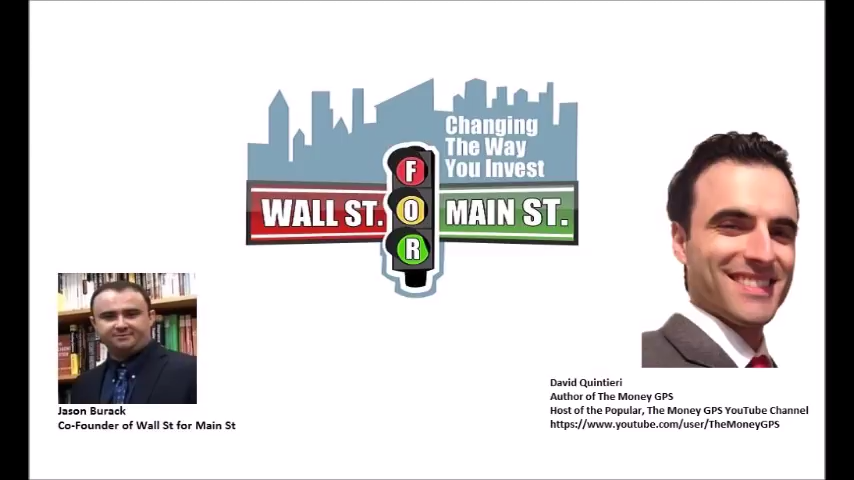 Changing
The Way
You Invest
WALL ST. FOR MAIN ST.
Jason Burack
Co-Founder of Wall St for Main St
David Quintieri
Author of The Money GPS
Host of the Popular, The Money GPS YouTube Channel
https://www.youtube.com/user/TheMoneyGPS